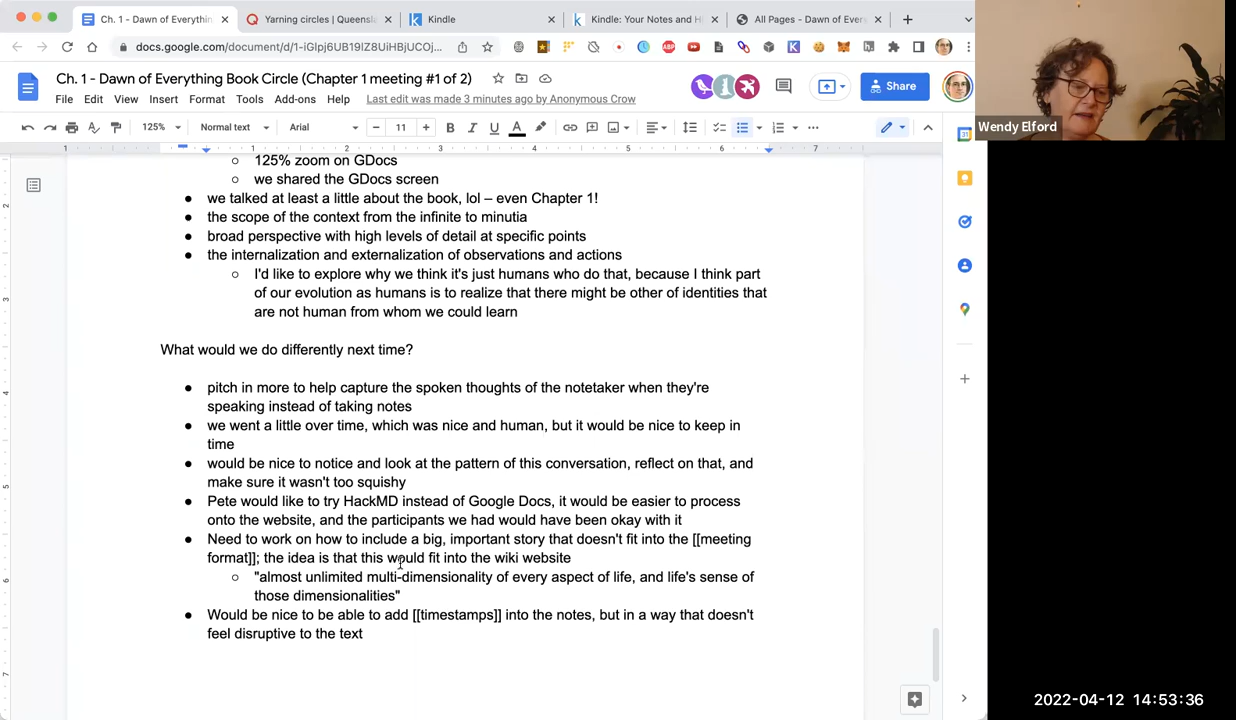 Ch. 1 - Dawn of Everythin
Yarning circles | Queensla
Kindle
Kindle: Your Notes and Hi
All Pages - Dawn of Ever
docs.google.com/document/d/1-iGlpj6UB19IZ8UiHBjUCOj...
Ch. 1 - Dawn of Everything Book Circle (Chapter 1 meeting #1 of 2)
File Edit View Insert Format Tools Add-ons Help Last edit was made 3 minutes ago by Anonymous Crow
Share
Wendy Elford
125% Normal text Arial 11
1 1 2 3 4 5 6 7
125% zoom on GDocs
we shared the GDocs screen
we talked at least a little about the book, lol – even Chapter 1!
the scope of the context from the infinite to minutia
broad perspective with high levels of detail at specific points
the internalization and externalization of observations and actions
I'd like to explore why we think it's just humans who do that, because I think part
of our evolution as humans is to realize that there might be other of identities that
are not human from whom we could learn
What would we do differently next time?
pitch in more to help capture the spoken thoughts of the notetaker when they're
speaking instead of taking notes
we went a little over time, which was nice and human, but it would be nice to keep in
time
would be nice to notice and look at the pattern of this conversation, reflect on that, and
make sure it wasn't too squishy
Pete would like to try HackMD instead of Google Docs, it would be easier to process
onto the website, and the participants we had would have been okay with it
Need to work on how to include a big, important story that doesn't fit into the [[meeting
format]]; the idea is that this would fit into the wiki website
"almost unlimited multi-dimensionality of every aspect of life, and life's sense of
those dimensionalities"
Would be nice to be able to add [[timestamps]] into the notes, but in a way that doesn't
feel disruptive to the text
2022-04-12 14:53:36